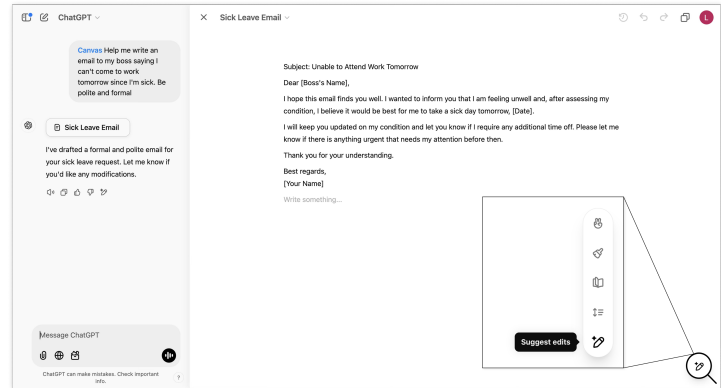 ChatGPT
Canvas Help me write an
email to my boss saying I
can't come to work
tomorrow since I'm sick. Be
polite and formal
Sick Leave Email
I've drafted a formal and polite email for
your sick leave request. Let me know if
you'd like any modifications.
Message ChatGPT
ChatGPT can make mistakes. Check important
info.
?
Sick Leave Email
L
Subject: Unable to Attend Work Tomorrow
Dear [Boss's Name],
I hope this email finds you well. I wanted to inform you that I am feeling unwell and, after assessing my
condition, I believe it would be best for me to take a sick day tomorrow, [Date].
I will keep you updated on my condition and let you know if I require any additional time off. Please let me
know if there is anything urgent that needs my attention before then.
Thank you for your understanding.
Best regards,
[Your Name]
Write something...
Suggest edits